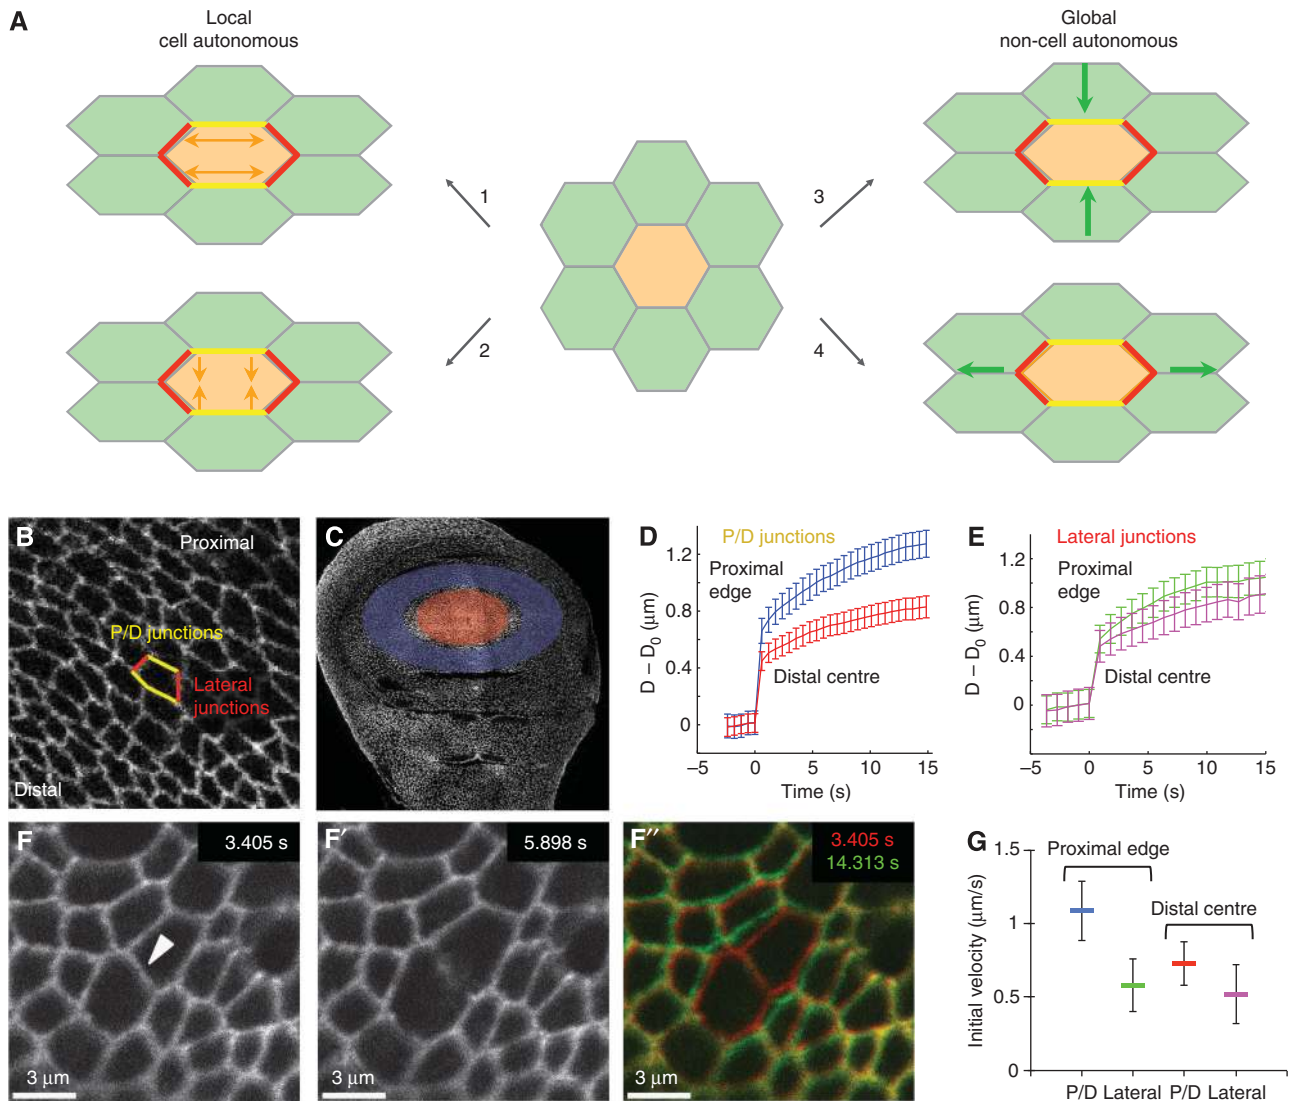 A
Local
cell autonomous
Global
non-cell autonomous
1
2
3
4
B
Proximal
P/D junctions
Lateral
junctions
Distal
C
D
P/D junctions
Proximal
edge
Distal centre
D – D0 (μm)
1.2
0.8
0.4
0
–5
0
5
10
15
Time (s)
E
Lateral junctions
Proximal
edge
Distal centre
D – D0 (μm)
1.2
0.8
0.4
0
–5
0
5
10
15
Time (s)
F
3.405 s
3 μm
F′
5.898 s
3 μm
F″
3.405 s
14.313 s
3 μm
G
Proximal edge
Distal centre
Initial velocity (μm/s)
1.5
1
0.5
0
P/D Lateral P/D Lateral